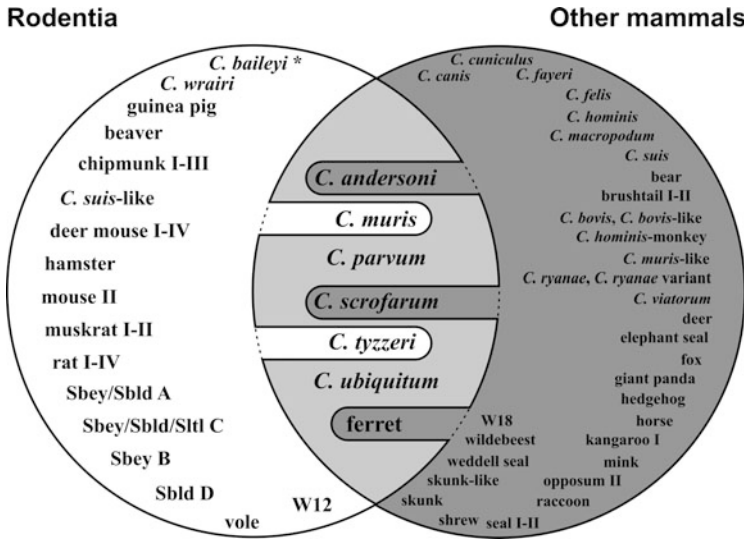 Rodentia
Other mammals
C. baileyi *
C. wrairi
guinea pig
beaver
chipmunk I-III
C. suis-like
deer mouse I-IV
hamster
mouse II
muskrat I-II
rat I-IV
Sbey/Sbld A
Sbey/Sbld/Sltl C
Sbey B
Sbld D
W12
vole
C. andersoni
C. muris
C. parvum
C. scrofarum
C. tyzzeri
C. ubiquitum
ferret
C. cuniculus
C. canis
C. fayeri
C. felis
C. hominis
C. macropodum
C. suis
bear
brushtail I-II
C. bovis, C. bovis-like
C. hominis-monkey
C. muris-like
C. ryanae, C. ryanae variant
C. viatorum
deer
elephant seal
fox
giant panda
hedgehog
horse
W18
wildebeest
kangaroo I
weddell seal
mink
skunk-like
opposum II
skunk
raccoon
shrew
seal I-II